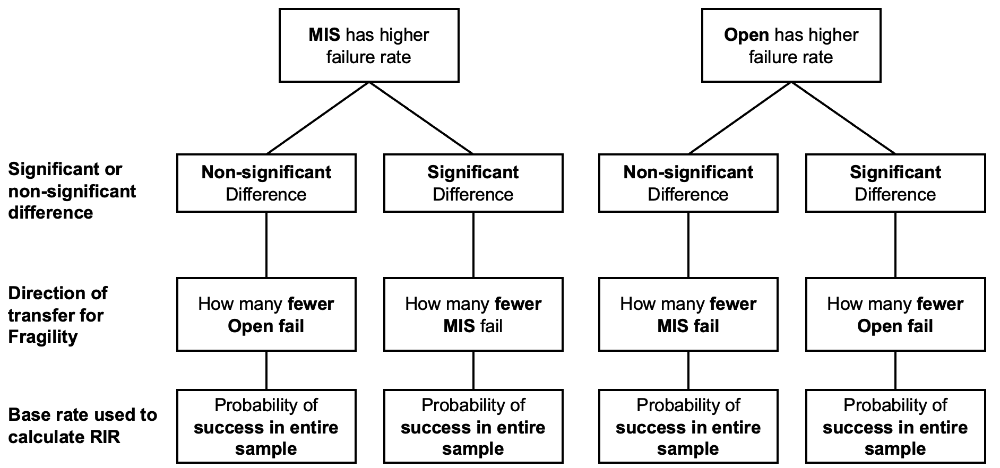 MIS has higher
failure rate
Open has higher
failure rate
Significant or
non-significant
difference
Non-significant
Difference
Significant
Difference
Non-significant
Difference
Significant
Difference
Direction of
transfer for
Fragility
How many fewer
Open fail
How many fewer
MIS fail
How many fewer
MIS fail
How many fewer
Open fail
Base rate used to
calculate RIR
Probability of
success in entire
sample
Probability of
success in entire
sample
Probability of
success in entire
sample
Probability of
success in entire
sample